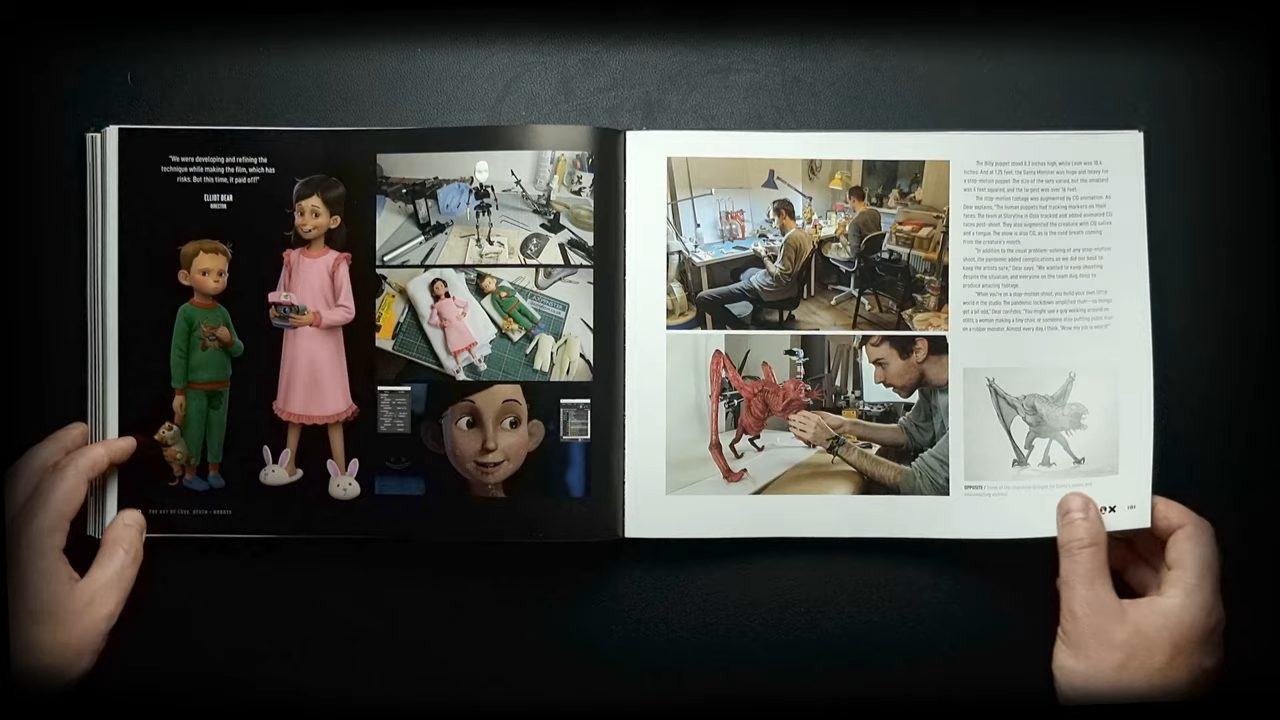 "We were developing and refining the
technique while making the film, which has
risks. But this time, it paid off!"
ELLIOT DEAR
DIRECTOR
THE ART OF LOVE, DEATH + ROBOTS
The Billy puppet stood 8.3 inches high, while Leah was 10.4
inches. And at 1.25 feet, the Santa Monster was huge and heavy for
a stop-motion puppet. The size of the sets varied, but the smallest
was 4 feet squared, and the largest was over 16 feet.
The stop-motion footage was augmented by CG animation. As
Dear explains, "The human puppets had tracking markers as their
faces. The team at Storyline in Oslo tracked and added animated CG
faces post-shoot. They also augmented the creature with CG saliva
and a tongue. The snow is also CG, as is the cold breath coming
from the creature's mouth.
"In addition to the visual problem-solving of any stop-motion
shoot, the pandemic added complications as we did our best to
keep the artists safe," Dear says. "We wanted to keep shooting
despite the situation, and everyone on the team dug deep to
produce amazing footage.
"When you're on a stop-motion shoot, you build your own little
world in the studio. The pandemic lockdown amplified that—so things
get a bit odd," Dear confides. "You might see a guy walking around on
stilts, a woman making a tiny chair or someone else putting pubic hair
on a rubber monster. Almost every day, I think, 'Wow my job is weird!'"
OPPOSITE /